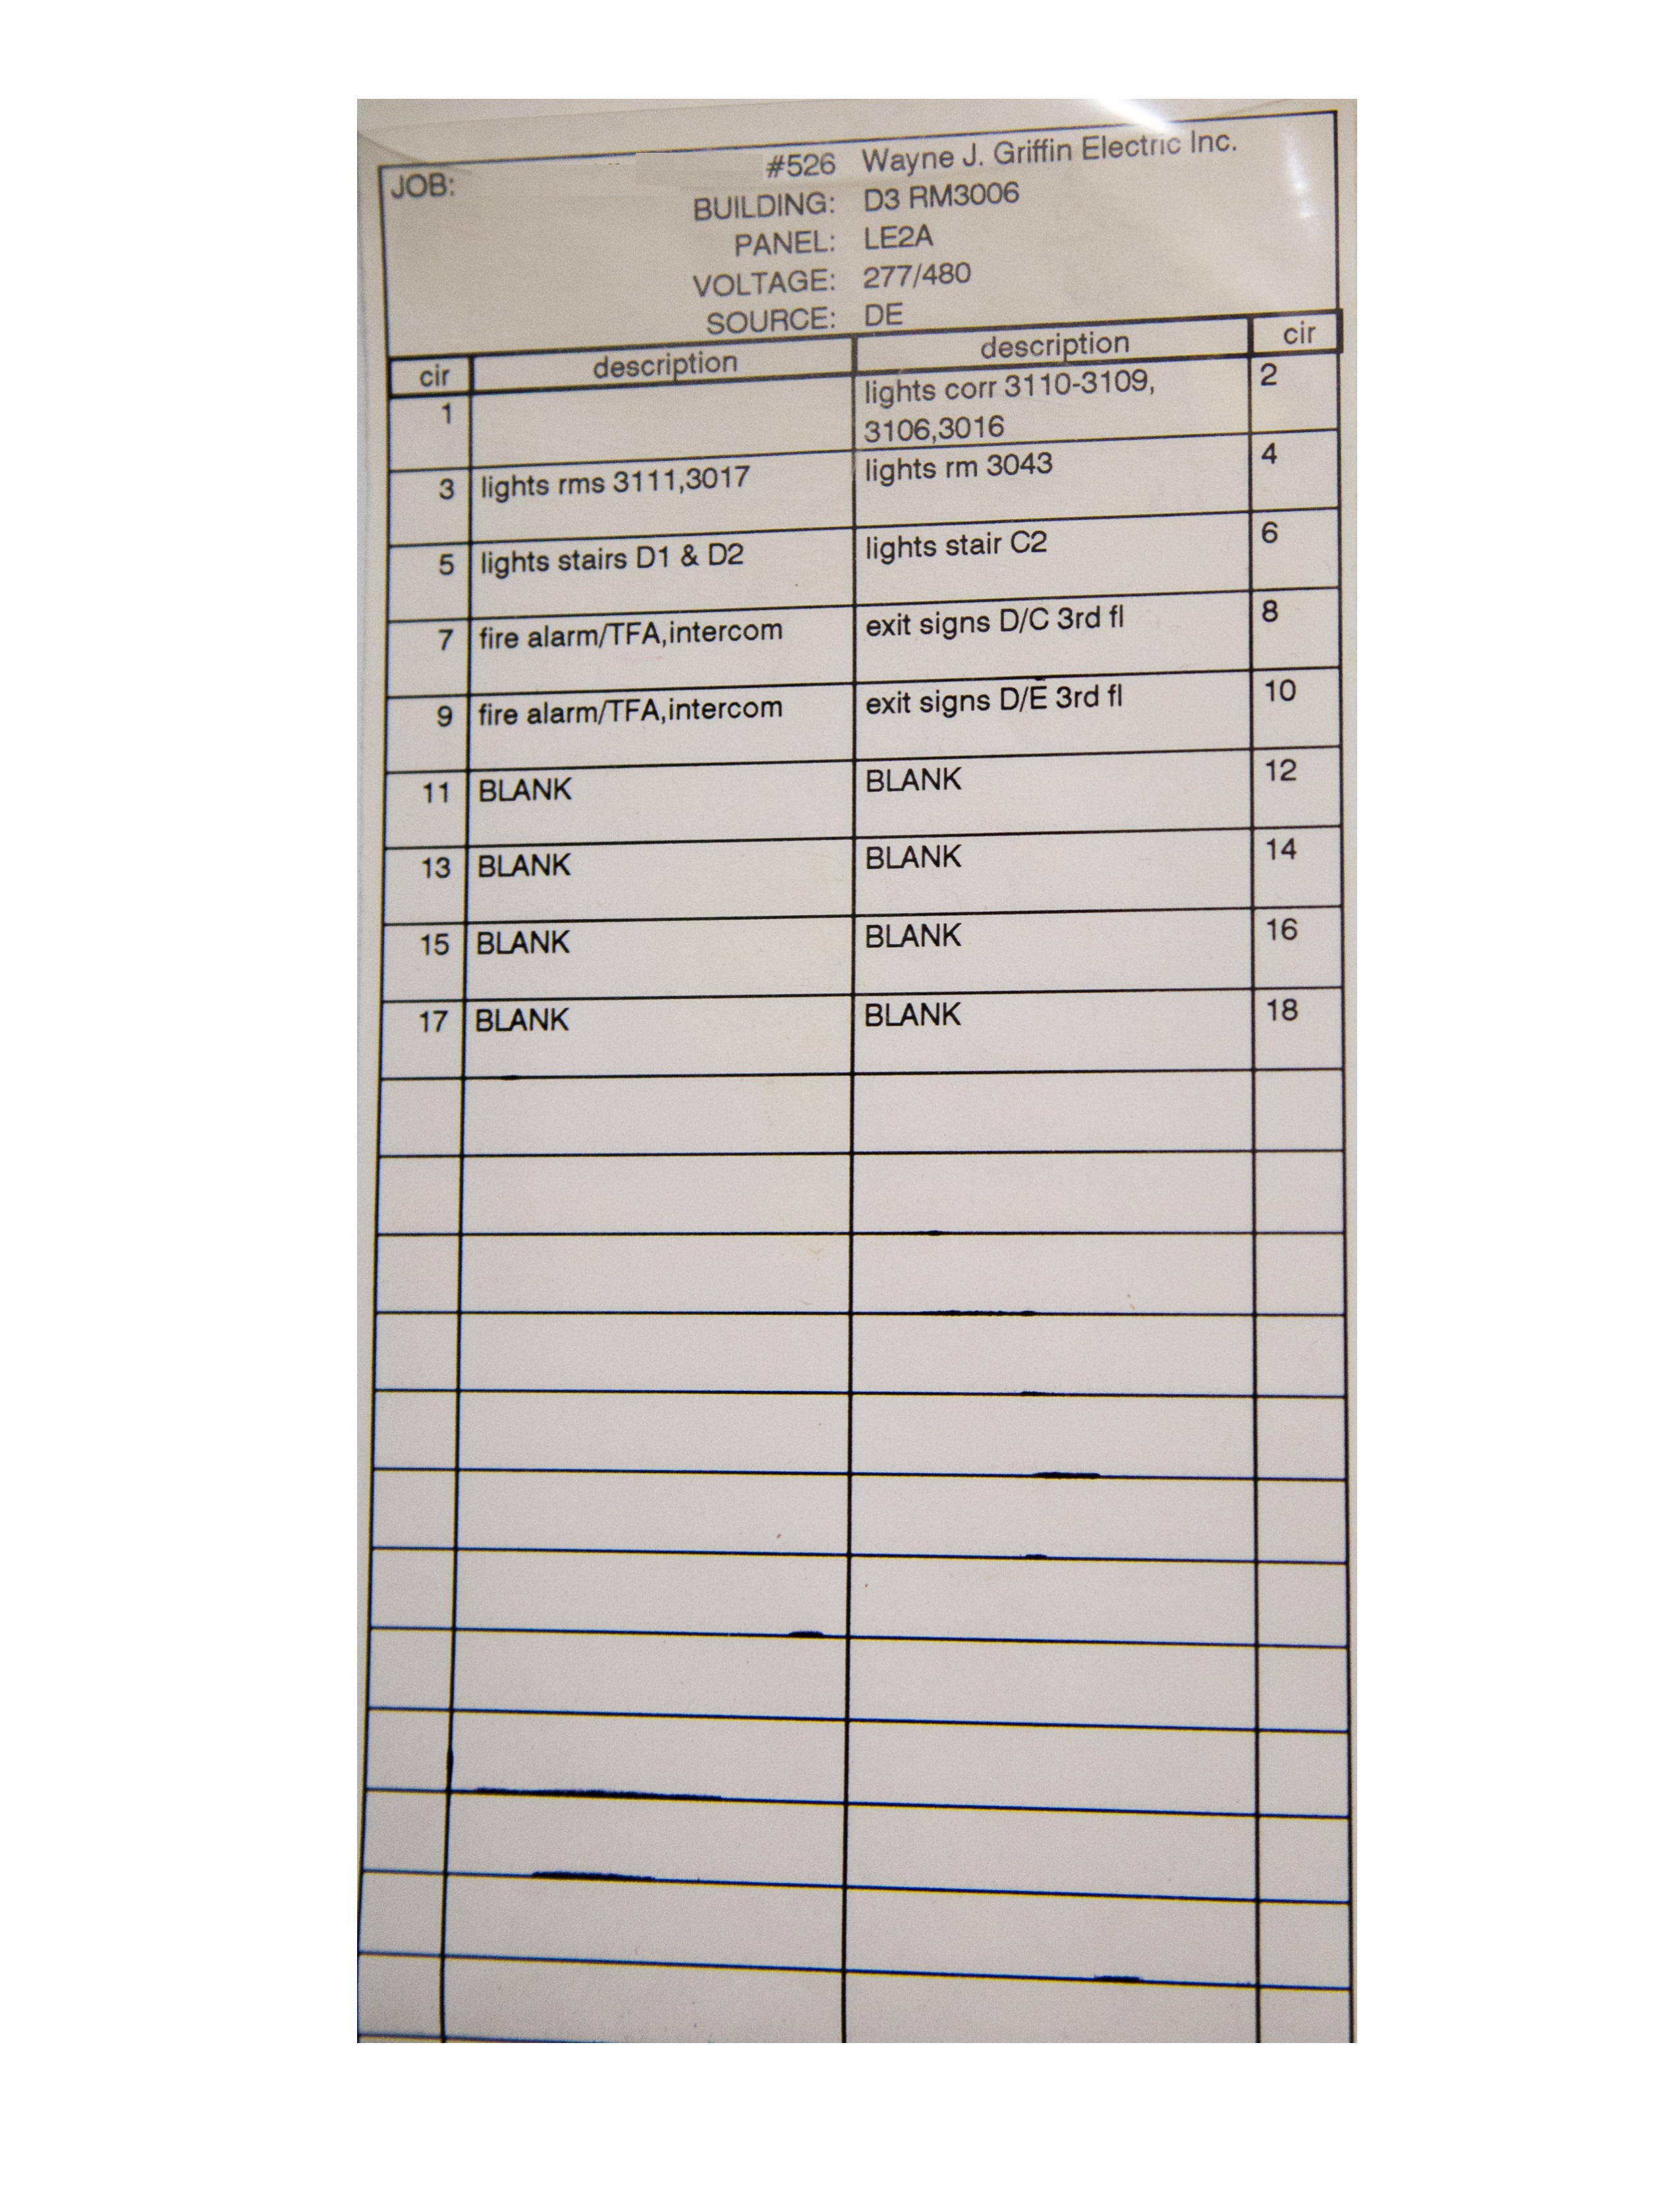 JOB: #526 Wayne J. Griffin Electric Inc.
BUILDING: D3 RM3006
PANEL: LE2A
VOLTAGE: 277/480
SOURCE: DE
cir description description cir
1 lights corr 3110-3109, 2
3106,3016
3 lights rms 3111,3017 lights rm 3043 4
5 lights stairs D1 & D2 lights stair C2 6
7 fire alarm/TFA,intercom exit signs D/C 3rd fl 8
9 fire alarm/TFA,intercom exit signs D/E 3rd fl 10
11 BLANK BLANK 12
13 BLANK BLANK 14
15 BLANK BLANK 16
17 BLANK BLANK 18